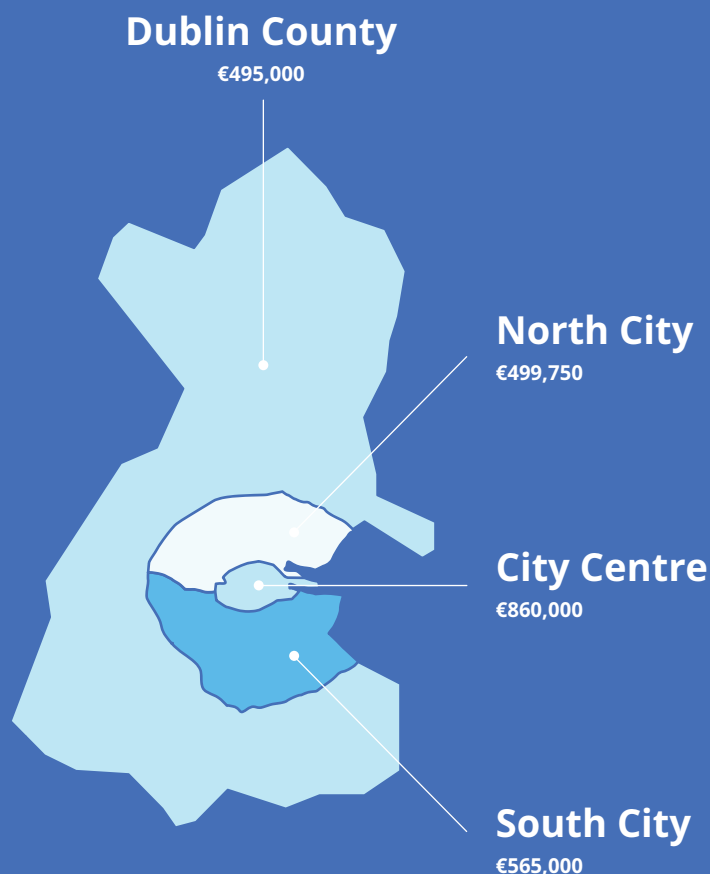 Dublin County
€495,000
North City
€499,750
City Centre
€860,000
South City
€565,000